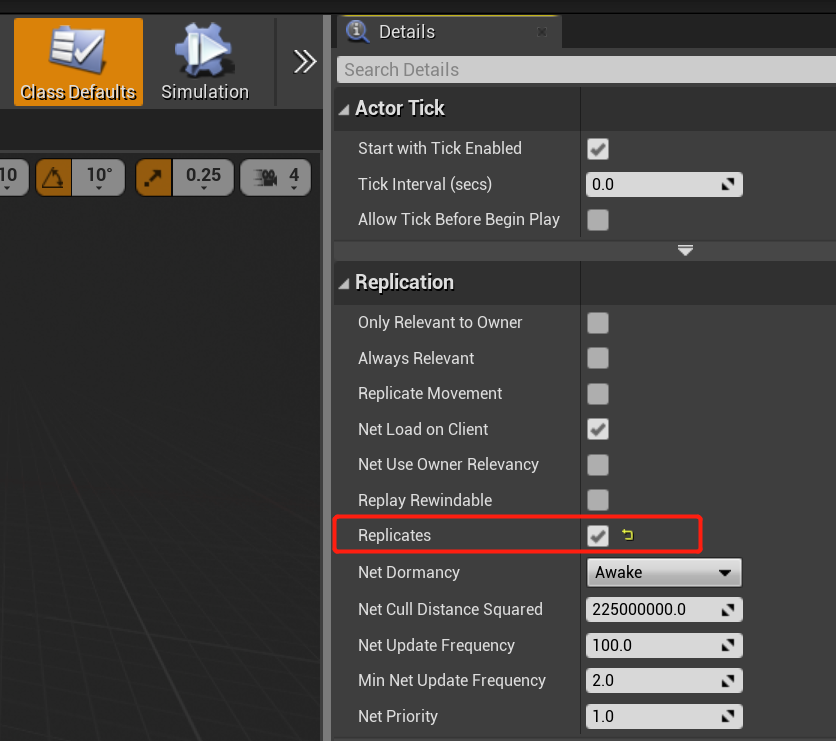 Class Defaults
Simulation
10
10°
0.25
4
Details
Search Details
Actor Tick
Start with Tick Enabled
Tick Interval (secs) 0.0
Allow Tick Before Begin Play
Replication
Only Relevant to Owner
Always Relevant
Replicate Movement
Net Load on Client
Net Use Owner Relevancy
Replay Rewindable
Replicates
Net Dormancy Awake
Net Cull Distance Squared 225000000.0
Net Update Frequency 100.0
Min Net Update Frequency 2.0
Net Priority 1.0